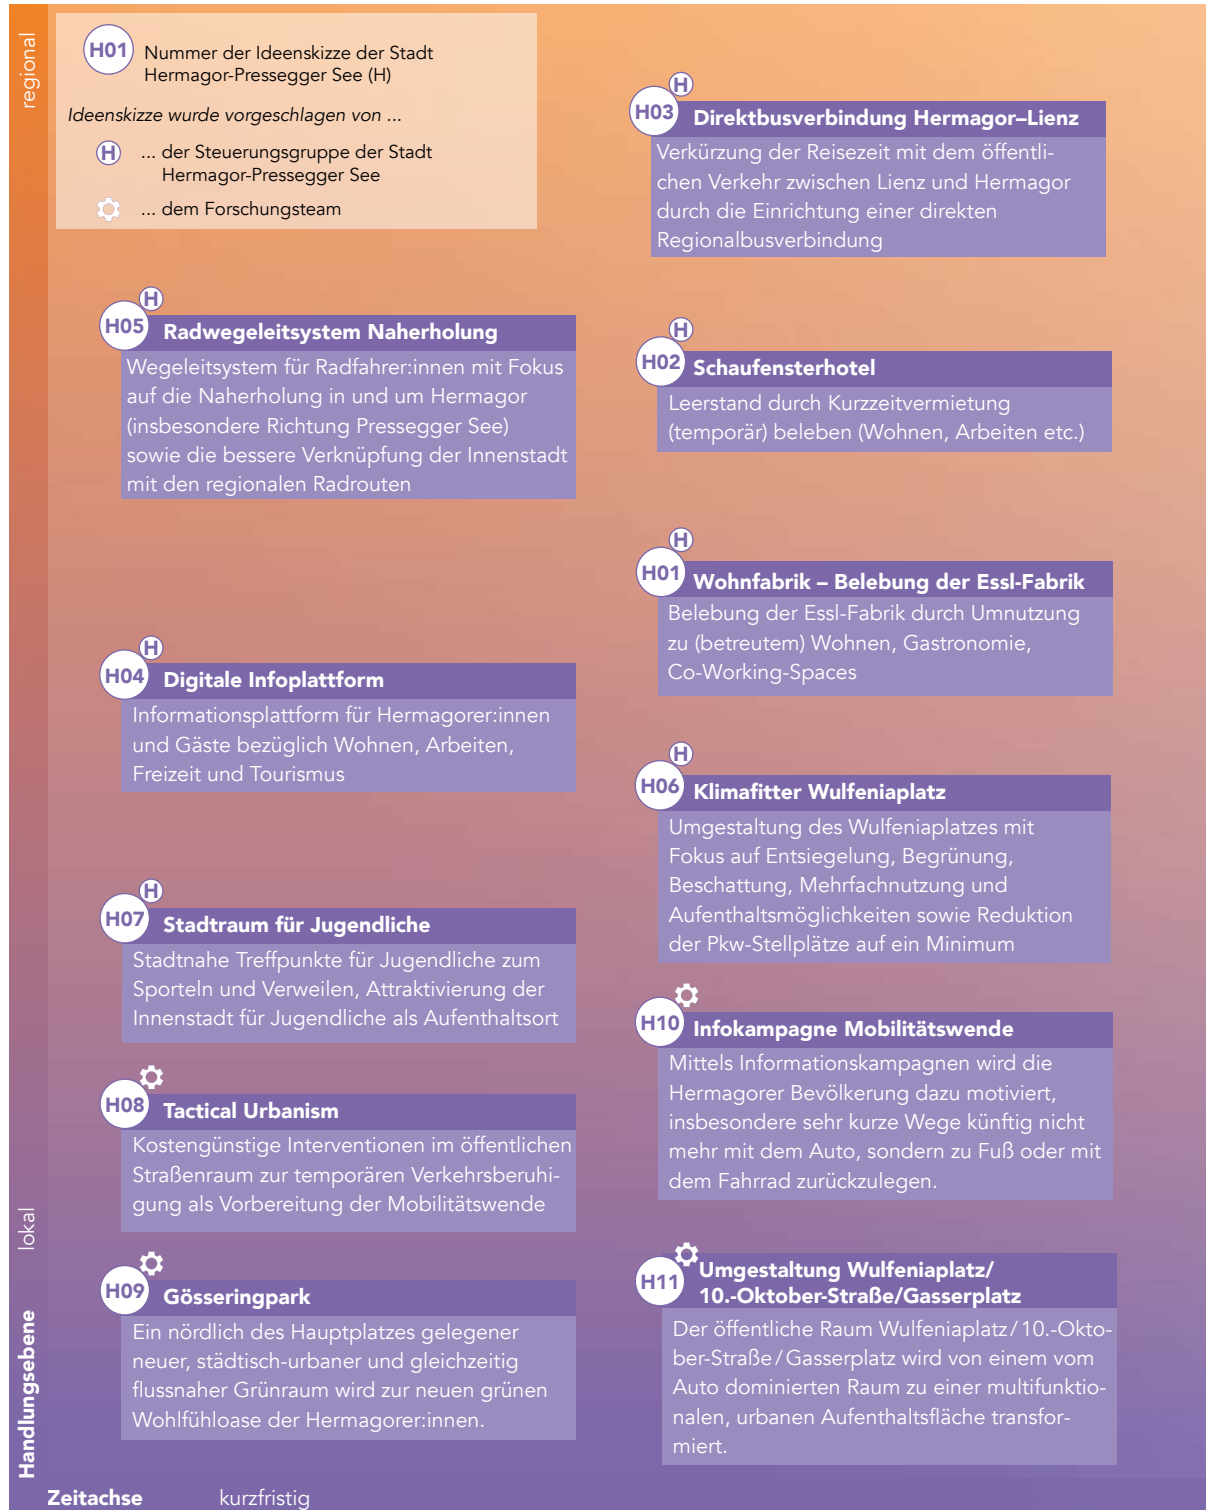 regional
H01
Nummer der Ideenskizze der Stadt
Hermagor-Pressegger See (H)
Ideenskizze wurde vorgeschlagen von ...
H
... der Steuerungsgruppe der Stadt
Hermagor-Pressegger See
... dem Forschungsteam
H
H03
Direktbusverbindung Hermagor–Lienz
Verkürzung der Reisezeit mit dem öffentli-
chen Verkehr zwischen Lienz und Hermagor
durch die Einrichtung einer direkten
Regionalbusverbindung
H
H05
Radwegeleitsystem Naherholung
Wegeleitsystem für Radfahrer:innen mit Fokus
auf die Naherholung in und um Hermagor
(insbesondere Richtung Pressegger See)
sowie die bessere Verknüpfung der Innenstadt
mit den regionalen Radrouten
H
H02
Schaufensterhotel
Leerstand durch Kurzzeitvermietung
(temporär) beleben (Wohnen, Arbeiten etc.)
H
H01
Wohnfabrik – Belebung der Essl-Fabrik
Belebung der Essl-Fabrik durch Umnutzung
zu (betreutem) Wohnen, Gastronomie,
Co-Working-Spaces
H
H04
Digitale Infoplattform
Informationsplattform für Hermagorer:innen
und Gäste bezüglich Wohnen, Arbeiten,
Freizeit und Tourismus
H
H06
Klimafitter Wulfeniaplatz
Umgestaltung des Wulfeniaplatzes mit
Fokus auf Entsiegelung, Begrünung,
Beschattung, Mehrfachnutzung und
Aufenthaltsmöglichkeiten sowie Reduktion
der Pkw-Stellplätze auf ein Minimum
H
H07
Stadtraum für Jugendliche
Stadtnahe Treffpunkte für Jugendliche zum
Sporteln und Verweilen, Attraktivierung der
Innenstadt für Jugendliche als Aufenthaltsort
H10
Infokampagne Mobilitätswende
Mittels Informationskampagnen wird die
Hermagorer Bevölkerung dazu motiviert,
insbesondere sehr kurze Wege künftig nicht
mehr mit dem Auto, sondern zu Fuß oder mit
dem Fahrrad zurückzulegen.
H08
Tactical Urbanism
Kostengünstige Interventionen im öffentlichen
Straßenraum zur temporären Verkehrsberuhi-
gung als Vorbereitung der Mobilitätswende
H09
Gösseringpark
Ein nördlich des Hauptplatzes gelegener
neuer, städtisch-urbaner und gleichzeitig
flussnaher Grünraum wird zur neuen grünen
Wohlfühloase der Hermagorer:innen.
H11
Umgestaltung Wulfeniaplatz/
10.-Oktober-Straße/Gasserplatz
Der öffentliche Raum Wulfeniaplatz/10.-Okto-
ber-Straße/Gasserplatz wird von einem vom
Auto dominierten Raum zu einer multifunktio-
nalen, urbanen Aufenthaltsfläche transfor-
miert.
Handlungsebene lokal
Zeitachse kurzfristig